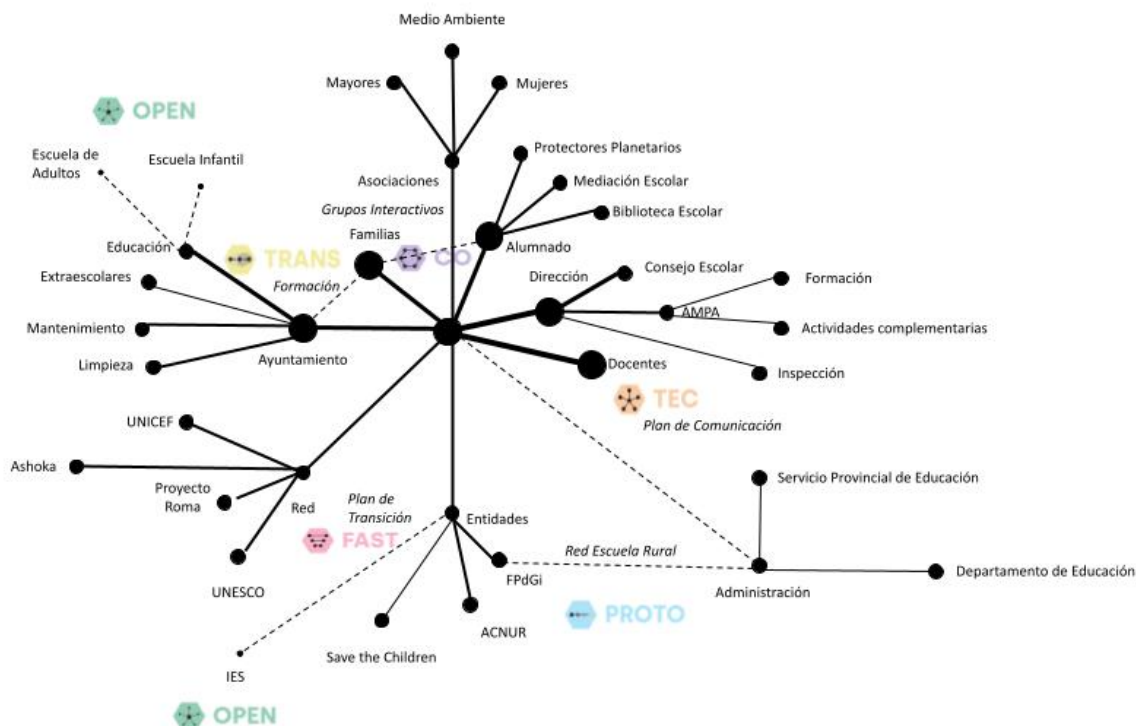 Medio Ambiente
Mayores
Mujeres
OPEN
Escuela de
Adultos
Escuela Infantil
Protectores Planetarios
Mediación Escolar
Biblioteca Escolar
Asociaciones
Grupos Interactivos
Familias
Alumnado
Educación
TRANS
CO
Dirección
Consejo Escolar
Extraescolares
Formación
Formación
AMPA
Mantenimiento
Actividades complementarias
Ayuntamiento
Limpieza
Docentes
Inspección
TEC
Plan de Comunicación
UNICEF
Ashoka
Proyecto
Roma
Red
Plan de
Transición
Entidades
Servicio Provincial de Educación
FAST
Red Escuela Rural
FPdGi
UNESCO
Administración
Departamento de Educación
PROTO
ACNUR
Save the Children
IES
OPEN